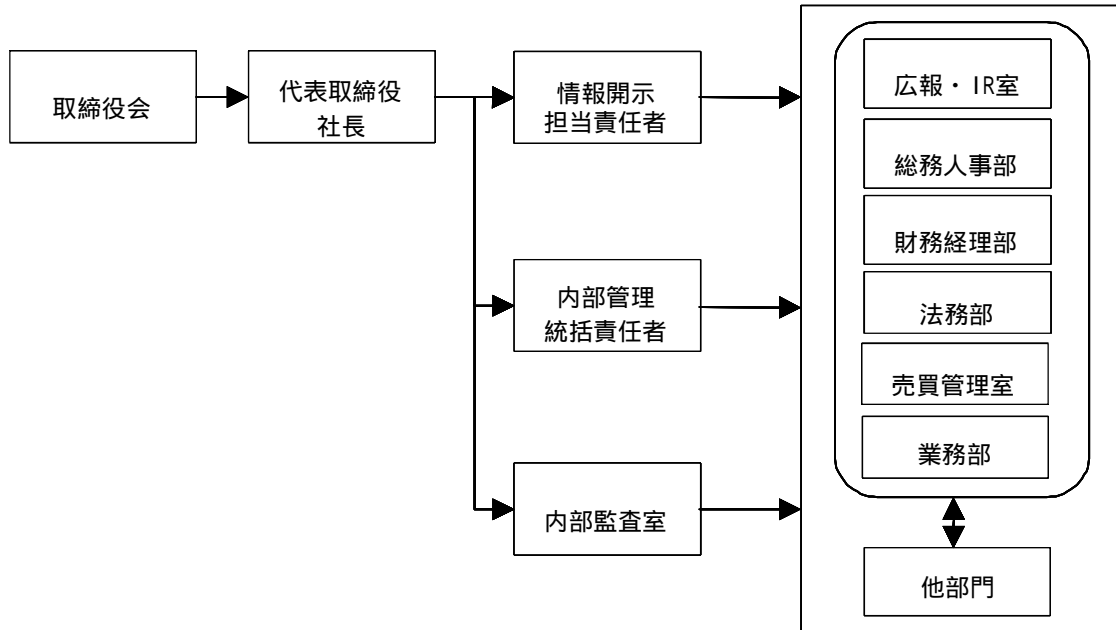 取締役会
代表取締役
社長
情報開示
担当責任者
内部管理
統括責任者
内部監査室
広報・IR室
総務人事部
財務経理部
法務部
売買管理室
業務部
他部門